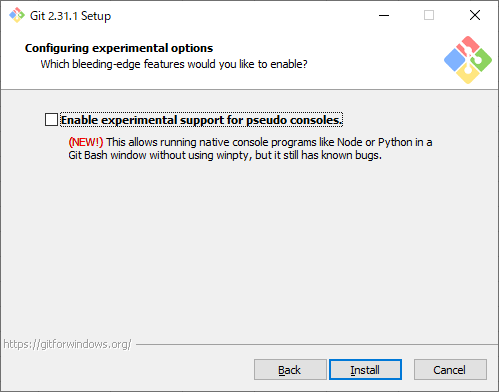 Git 2.31.1 Setup
Configuring experimental options
Which bleeding-edge features would you like to enable?
Enable experimental support for pseudo consoles.
(NEW!) This allows running native console programs like Node or Python in a
Git Bash window without using winpty, but it still has known bugs.
https://gitforwindows.org/
Back Install Cancel